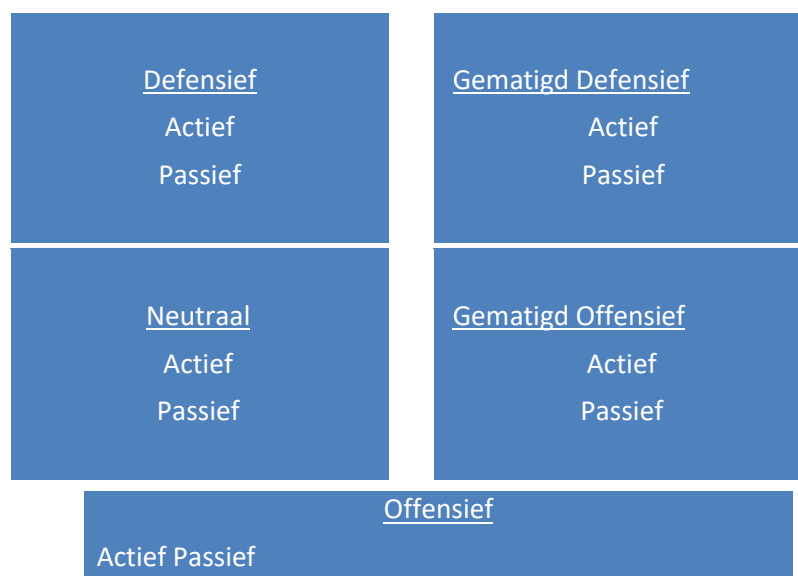 Defensief
Actief
Passief
Gematigd Defensief
Actief
Passief
Neutraal
Actief
Passief
Gematigd Offensief
Actief
Passief
Offensief
Actief Passief